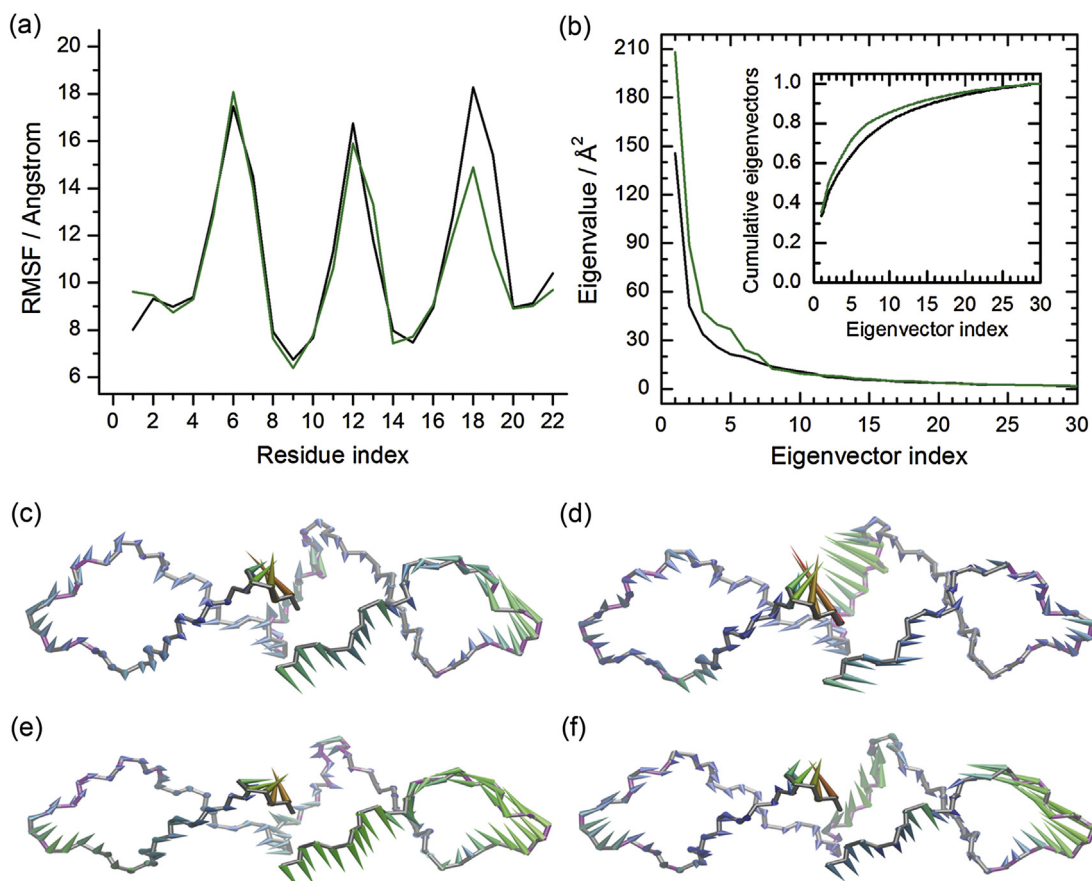 (a)
20
18
16
14
12
10
8
6
RMSF / Angstrom
0 2 4 6 8 10 12 14 16 18 20 22
Residue index
(b)
210
180
150
120
90
60
30
0
Eigenvalue / Å²
0 5 10 15 20 25 30
Eigenvector index
1.0
0.8
0.6
0.4
0.2
0.0
Cumulative eigenvectors
0 5 10 15 20 25 30
Eigenvector index
(c)
(d)
(e)
(f)